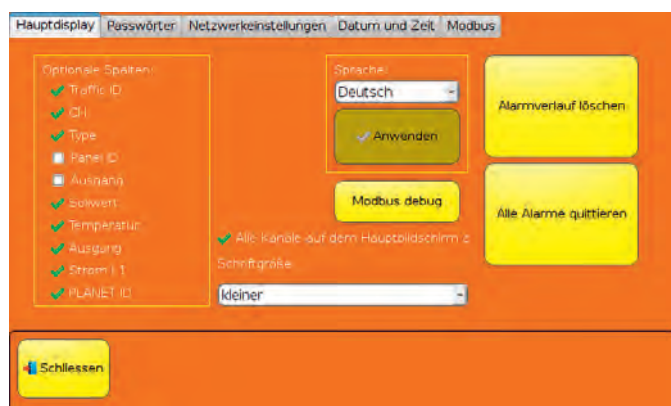 Hauptdisplay Passwörter Netzwerkeinstellungen Datum und Zeit Modbus
Optionale Spalten:
Traffic ID
CH
Type
Panel ID
Ausgang
Sollwert
Temperatur
Ausgang
Strom L1
PLANET ID
Sprache:
Deutsch
Anwenden
Modbus debug
Alle Kanäle auf dem Hauptbildschirm z
Schriftgröße
kleiner
Alarmverlauf löschen
Alle Alarme quittieren
Schliessen